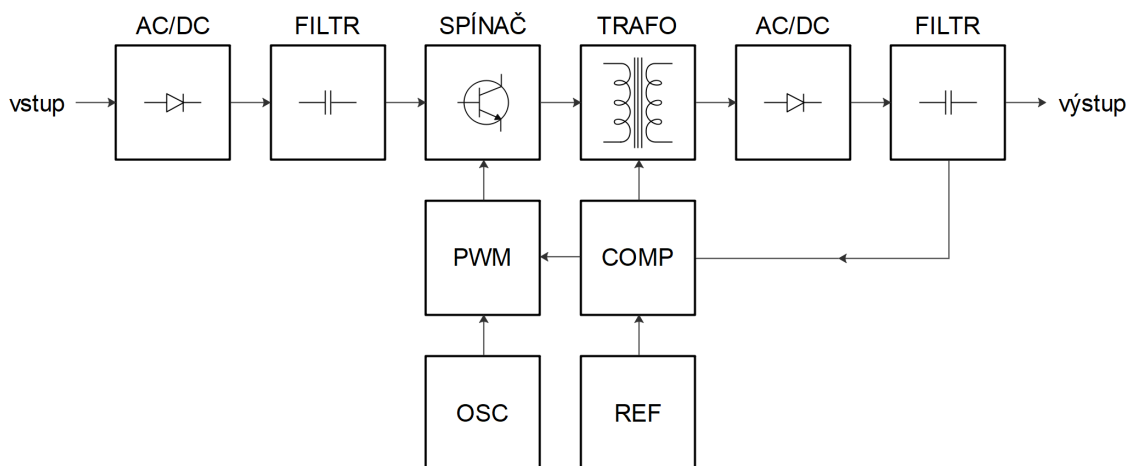 AC/DC FILTR SPÍNAČ TRAFO AC/DC FILTR
vstup výstup
PWM COMP
OSC REF